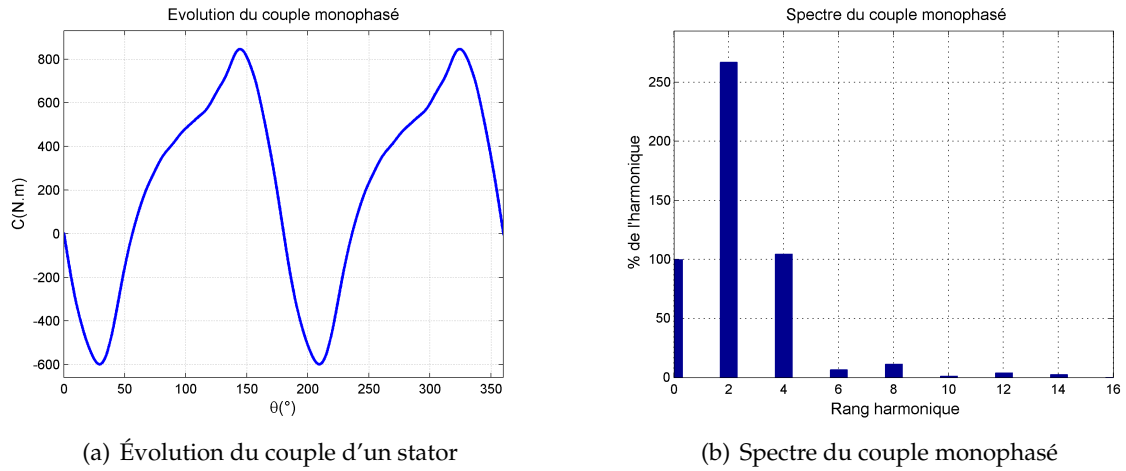 Evolution du couple monophasé
C(N.m)
800
600
400
200
0
-200
-400
-600
0 50 100 150 200 250 300 350
θ(°)
(a) Évolution du couple d'un stator
Spectre du couple monophasé
% de l'harmonique
250
200
150
100
50
0
0 2 4 6 8 10 12 14 16
Rang harmonique
(b) Spectre du couple monophasé